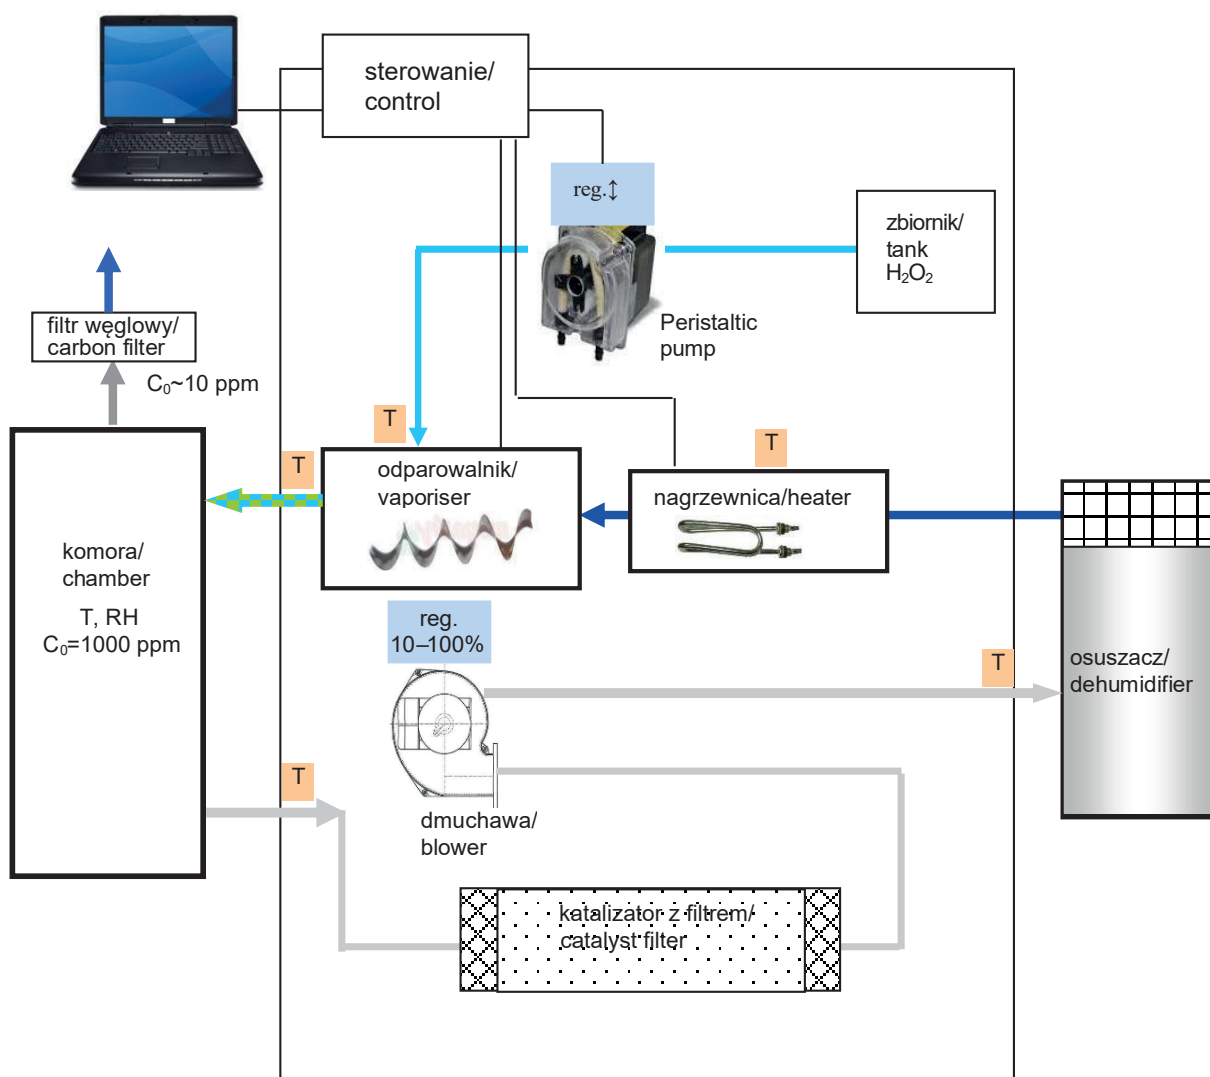 sterowanie/
control
reg.↕
zbiornik/
tank
H₂O₂
Peristaltic
pump
filtr węglowy/
carbon filter
C₀~10 ppm
T
T
T
odparowalnik/
vaporiser
nagrzewnica/heater
komora/
chamber
T, RH
C₀=1000 ppm
reg.
10–100%
T
osuszacz/
dehumidifier
T
dmuchawa/
blower
katalizator z filtrem/
catalyst filter